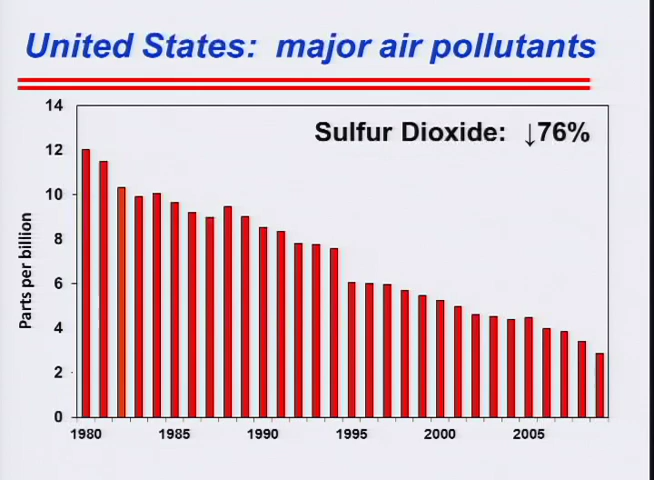 United States: major air pollutants
Sulfur Dioxide: ↓76%
Parts per billion
14
12
10
8
6
4
2
0
1980 1985 1990 1995 2000 2005